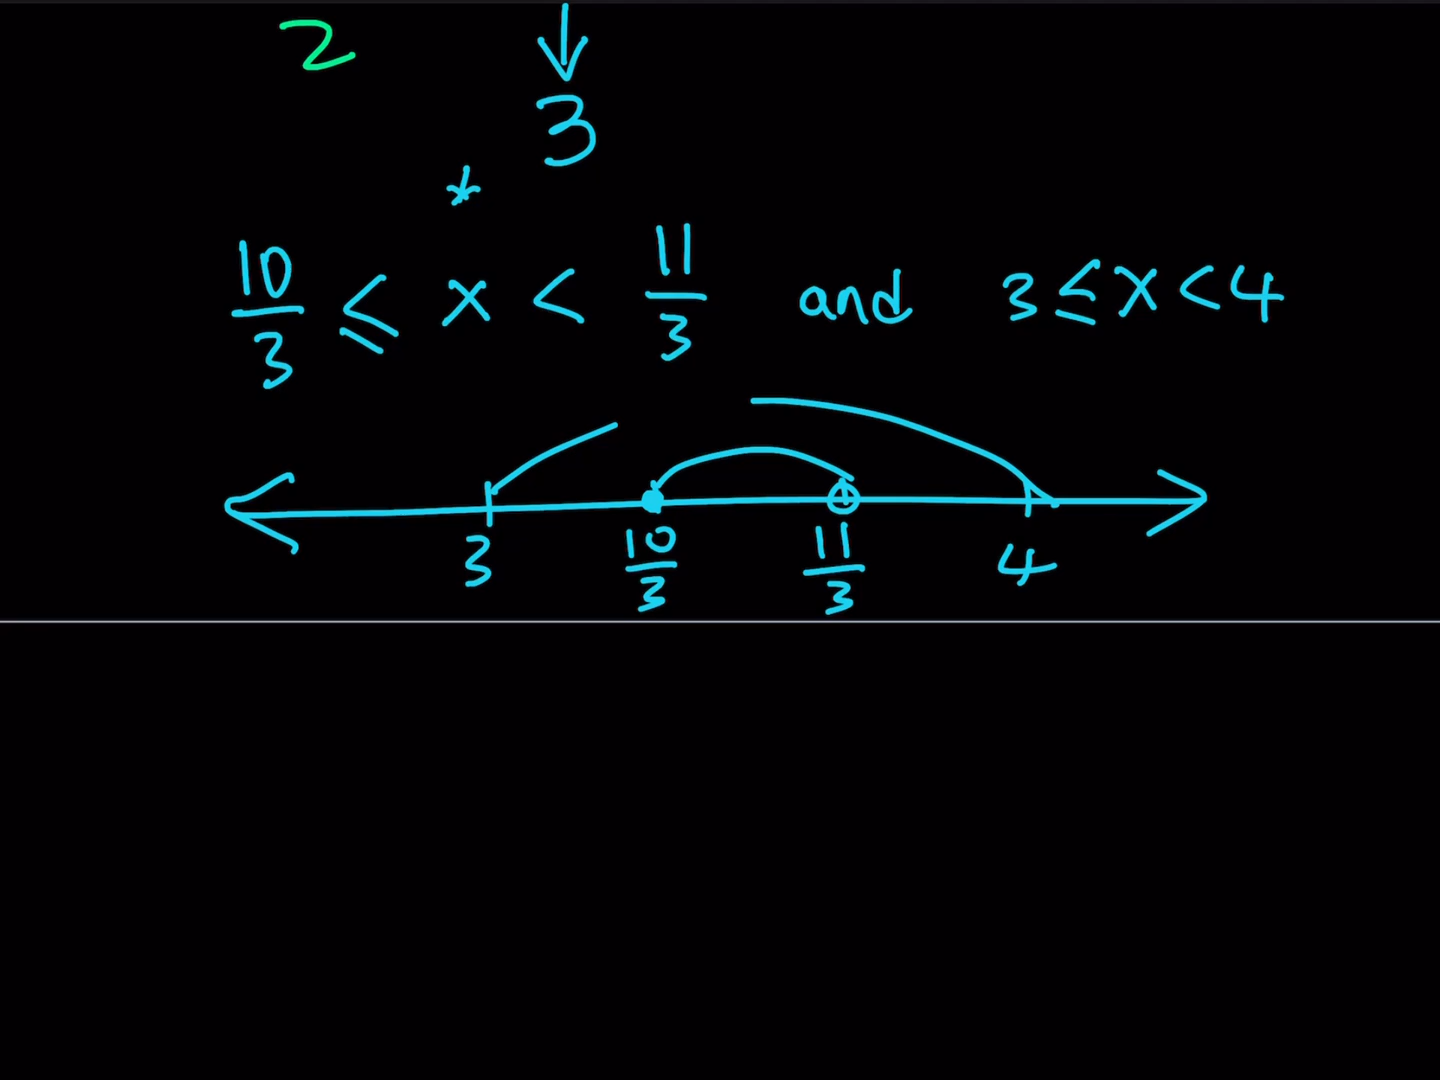 2
3
*
10/3 ≤ x < 11/3 and 3 ≤ x < 4
3 10/3 11/3 4